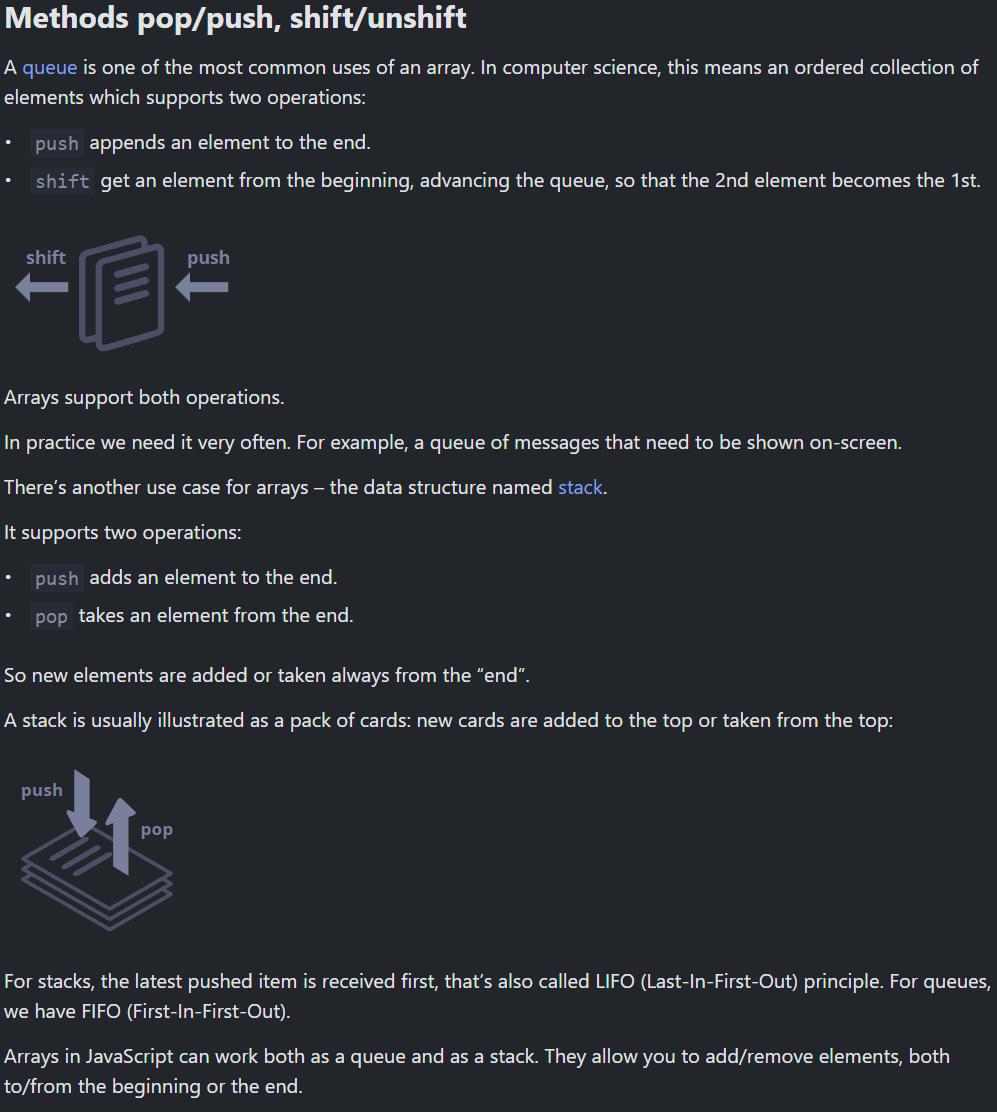 Methods pop/push, shift/unshift
A queue is one of the most common uses of an array. In computer science, this means an ordered collection of
elements which supports two operations:
• push appends an element to the end.
• shift get an element from the beginning, advancing the queue, so that the 2nd element becomes the 1st.
shift push
Arrays support both operations.
In practice we need it very often. For example, a queue of messages that need to be shown on-screen.
There’s another use case for arrays – the data structure named stack.
It supports two operations:
• push adds an element to the end.
• pop takes an element from the end.
So new elements are added or taken always from the “end”.
A stack is usually illustrated as a pack of cards: new cards are added to the top or taken from the top:
push
pop
For stacks, the latest pushed item is received first, that’s also called LIFO (Last-In-First-Out) principle. For queues,
we have FIFO (First-In-First-Out).
Arrays in JavaScript can work both as a queue and as a stack. They allow you to add/remove elements, both
to/from the beginning or the end.